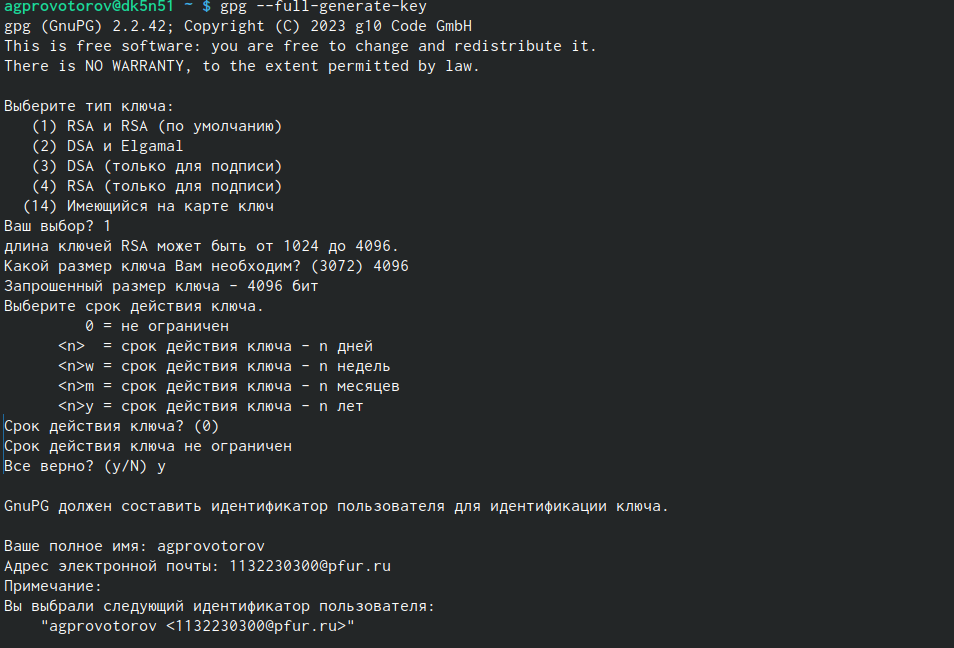 agprovotorov@dk5n51 ~ $ gpg --full-generate-key
gpg (GnuPG) 2.2.42; Copyright (C) 2023 g10 Code GmbH
This is free software: you are free to change and redistribute it.
There is NO WARRANTY, to the extent permitted by law.

Выберите тип ключа:
   (1) RSA и RSA (по умолчанию)
   (2) DSA и Elgamal
   (3) DSA (только для подписи)
   (4) RSA (только для подписи)
  (14) Имеющийся на карте ключ
Ваш выбор? 1
длина ключей RSA может быть от 1024 до 4096.
Какой размер ключа Вам необходим? (3072) 4096
Запрошенный размер ключа - 4096 бит
Выберите срок действия ключа.
         0 = не ограничен
      <n>  = срок действия ключа - n дней
      <n>w = срок действия ключа - n недель
      <n>m = срок действия ключа - n месяцев
      <n>y = срок действия ключа - n лет
Срок действия ключа? (0)
Срок действия ключа не ограничен
Все верно? (y/N) y

GnuPG должен составить идентификатор пользователя для идентификации ключа.

Ваше полное имя: agprovotorov
Адрес электронной почты: 1132230300@pfur.ru
Примечание:
Вы выбрали следующий идентификатор пользователя:
    "agprovotorov <1132230300@pfur.ru>"